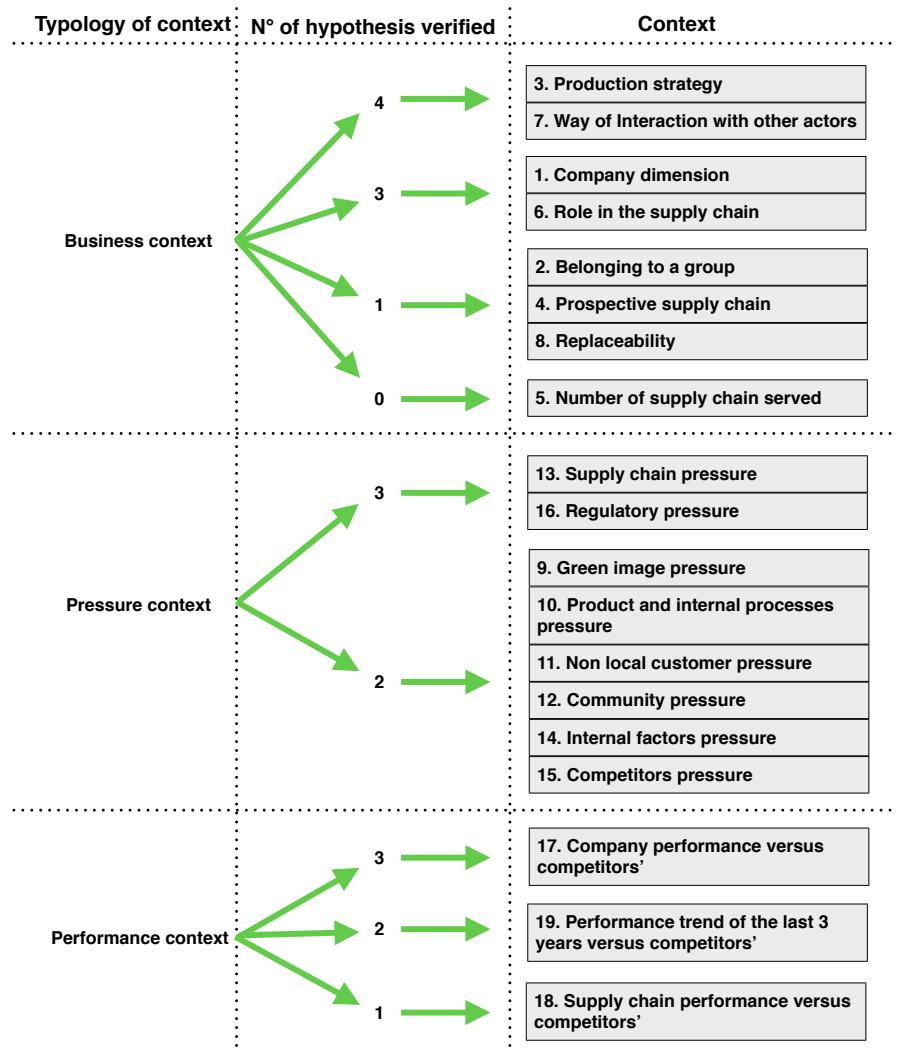 Typology of context N° of hypothesis verified Context
4
3. Production strategy
7. Way of Interaction with other actors
3
1. Company dimension
6. Role in the supply chain
Business context
1
2. Belonging to a group
4. Prospective supply chain
8. Replaceability
0
5. Number of supply chain served
3
13. Supply chain pressure
16. Regulatory pressure
Pressure context
2
9. Green image pressure
10. Product and internal processes
pressure
11. Non local customer pressure
12. Community pressure
14. Internal factors pressure
15. Competitors pressure
3
17. Company performance versus
competitors’
Performance context
2
19. Performance trend of the last 3
years versus competitors’
1
18. Supply chain performance versus
competitors’